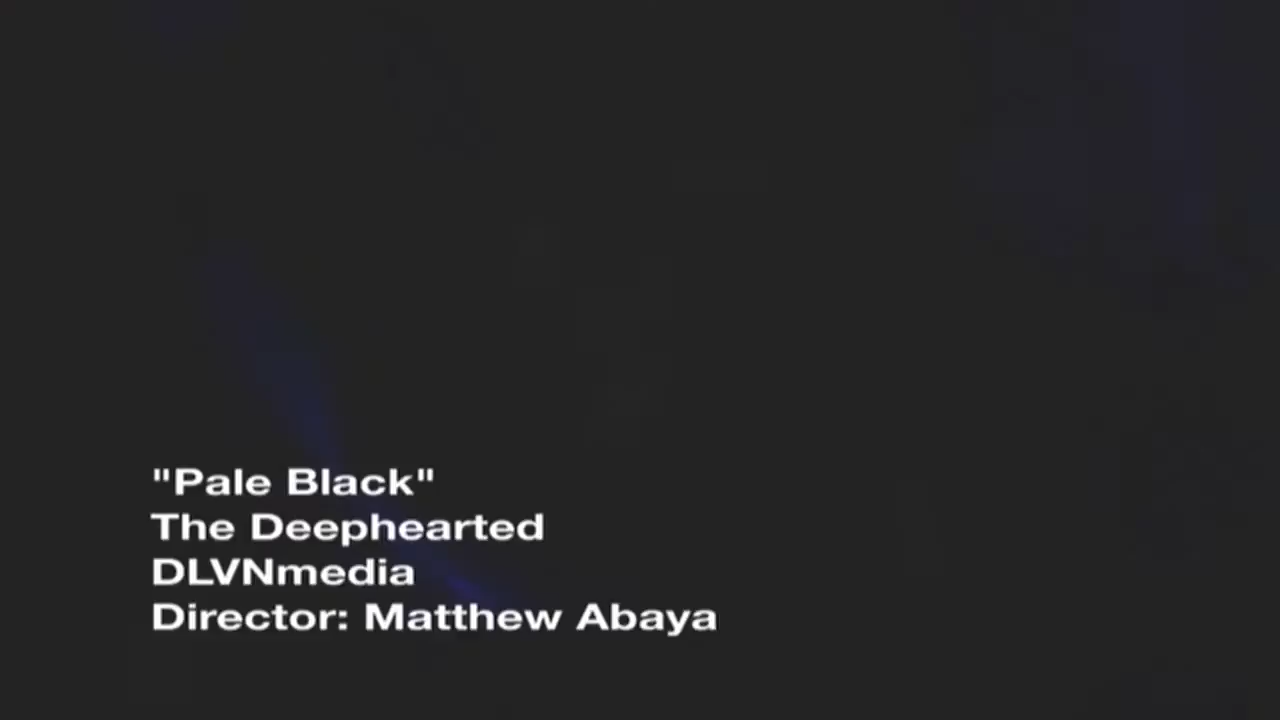 "Pale Black"
The Deephearted
DLVNmedia
Director: Matthew Abaya